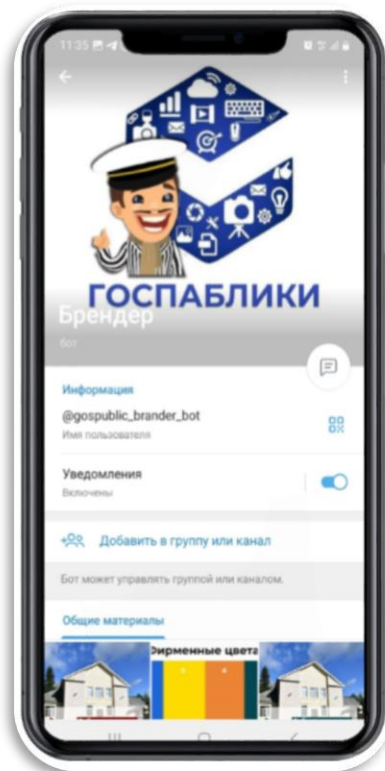 11:35
ГОСПАБЛИКИ
Брендер
бот
Информация
@gospublic_brander_bot
Имя пользователя
Уведомления
Включены
Добавить в группу или канал
Бот может управлять группой или каналом.
Общие материалы
Фирменные цвета